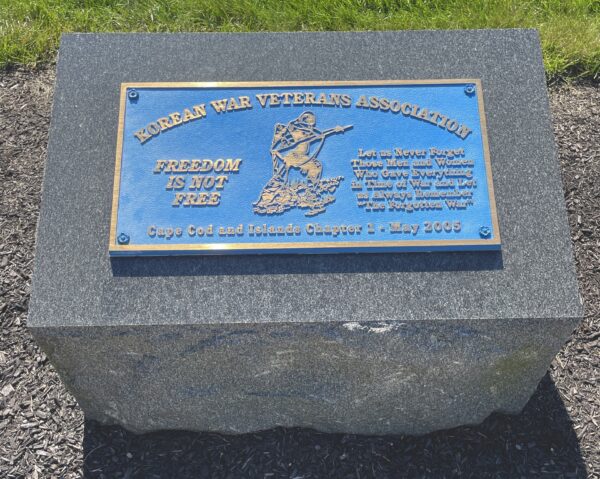 KOREAN WAR VETERANS ASSOCIATION
FREEDOM
IS NOT
FREE
Let us Never Forget
Those Men and Women
Who Gave Everything
in Time of War and Let
us Always Remember
"The Forgotten War"
Cape Cod and Islands Chapter 1 - May 2005